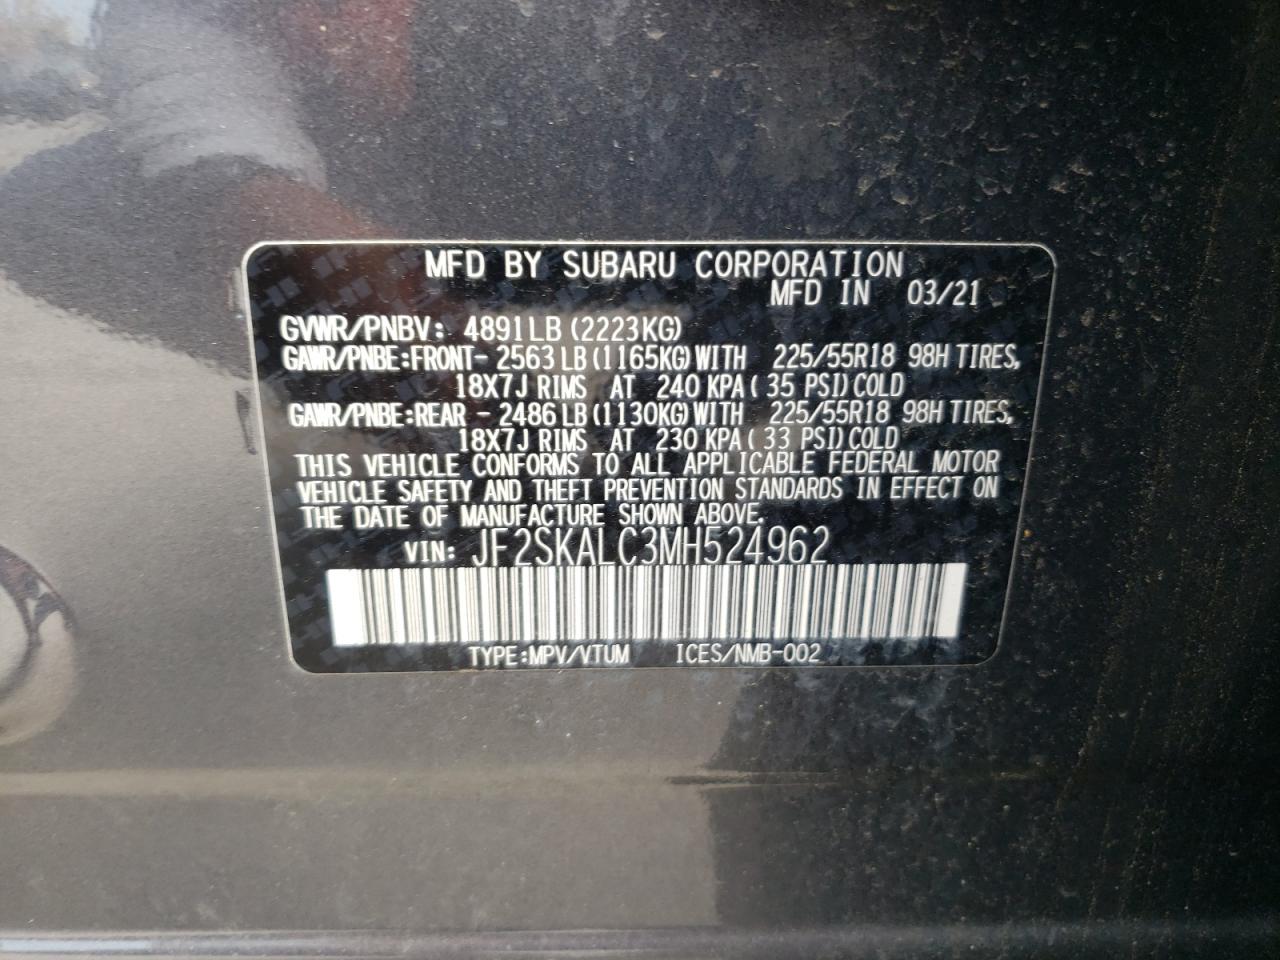 MFD BY SUBARU CORPORATION
MFD IN 03/21
GVWR/PNBV: 4891LB (2223KG)
GAWR/PNBE:FRONT- 2563LB (1165KG)WITH 225/55R18 98H TIRES,
18X7J RIMS AT 240 KPA( 35 PSI)COLD
GAWR/PNBE:REAR - 2486LB (1130KG)WITH 225/55R18 98H TIRES,
18X7J RIMS AT 230 KPA( 33 PSI)COLD
THIS VEHICLE CONFORMS TO ALL APPLICABLE FEDERAL MOTOR
VEHICLE SAFETY AND THEFT PREVENTION STANDARDS IN EFFECT ON
THE DATE OF MANUFACTURE SHOWN ABOVE.
VIN: JF2SKALC3MH524962
TYPE:MPV/VTUM ICES/NMB-002